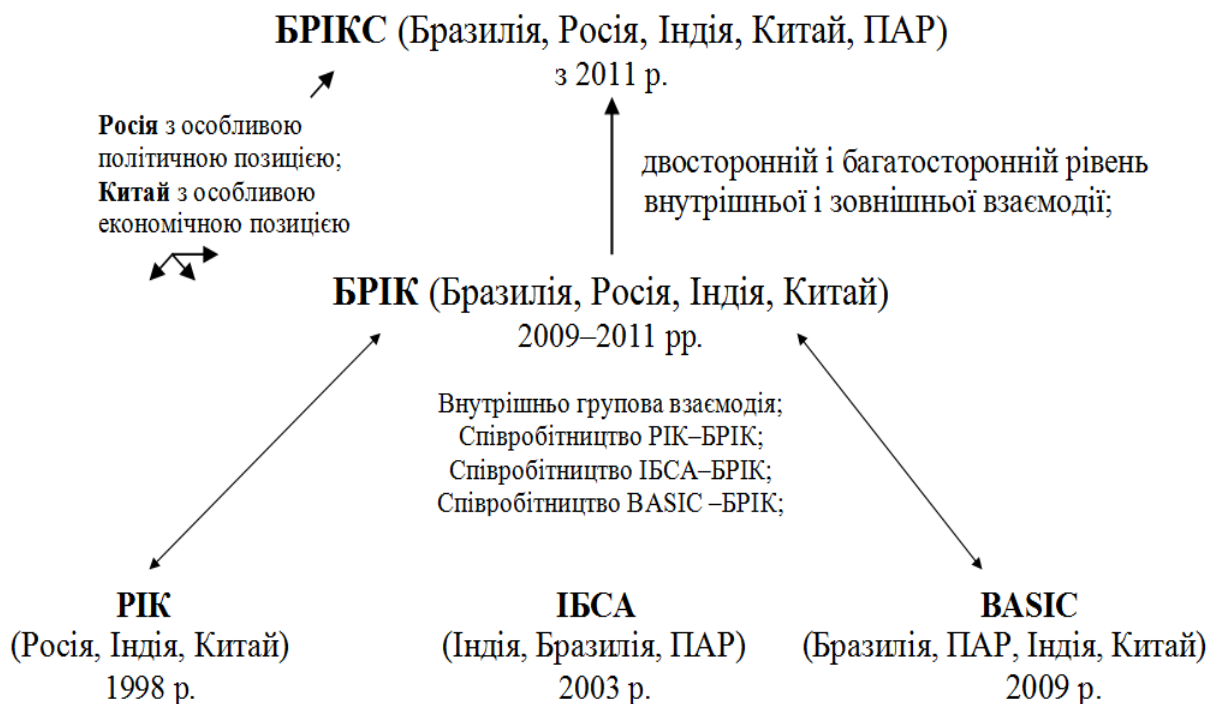 БРІКС (Бразилія, Росія, Індія, Китай, ПАР)
з 2011 р.
Росія з особливою
політичною позицією;
Китай з особливою
економічною позицією
двосторонній і багатосторонній рівень
внутрішньої і зовнішньої взаємодії;
БРІК (Бразилія, Росія, Індія, Китай)
2009–2011 рр.
Внутрішньо групова взаємодія;
Співробітництво РІК–БРІК;
Співробітництво ІБСА–БРІК;
Співробітництво BASIC –БРІК;
РІК
(Росія, Індія, Китай)
1998 р.
ІБСА
(Індія, Бразилія, ПАР)
2003 р.
BASIC
(Бразилія, ПАР, Індія, Китай)
2009 р.